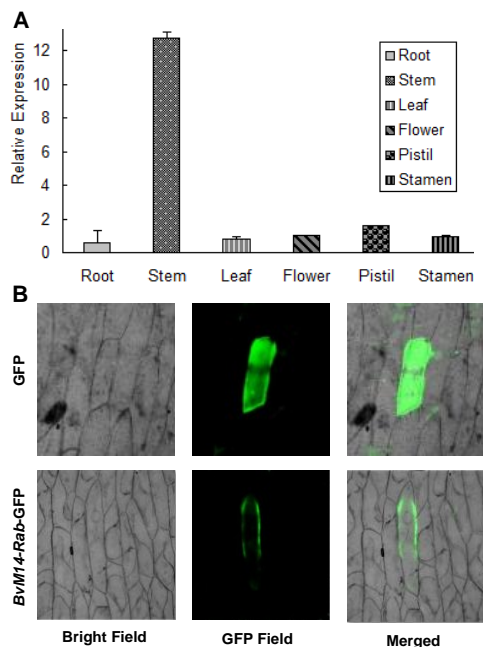 A
Relative Expression
12
10
8
6
4
2
0
Root
Stem
Leaf
Flower
Pistil
Stamen
Root Stem Leaf Flower Pistil Stamen
B
GFP
BvM14-Rab-GFP
Bright Field GFP Field Merged